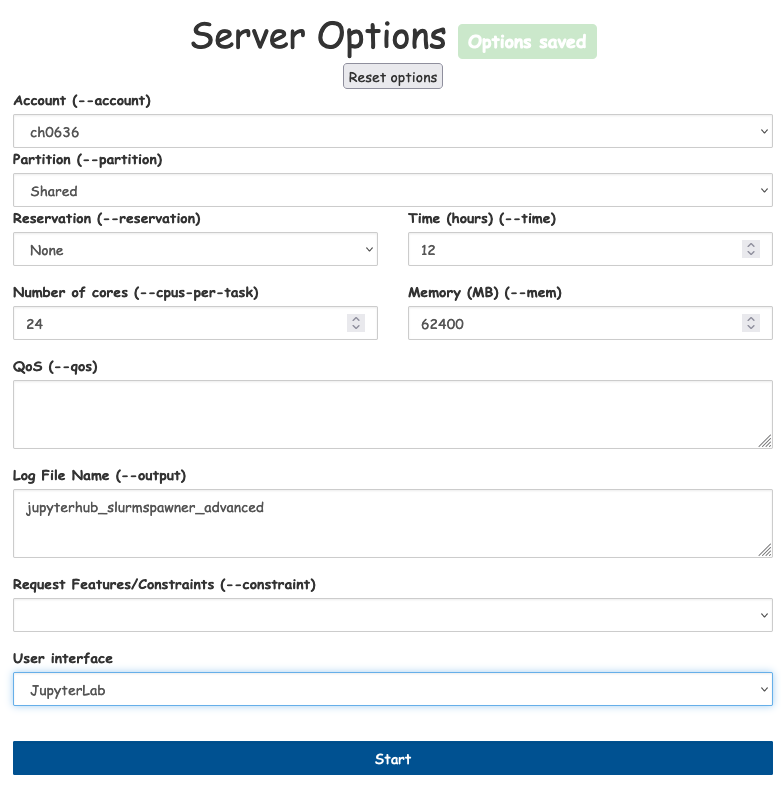 Server Options Options saved
Reset options
Account (--account)
ch0636
Partition (--partition)
Shared
Reservation (--reservation) Time (hours) (--time)
None 12
Number of cores (--cpus-per-task) Memory (MB) (--mem)
24 62400
QoS (--qos)
Log File Name (--output)
jupyterhub_slurmspawner_advanced
Request Features/Constraints (--constraint)
User interface
JupyterLab
Start